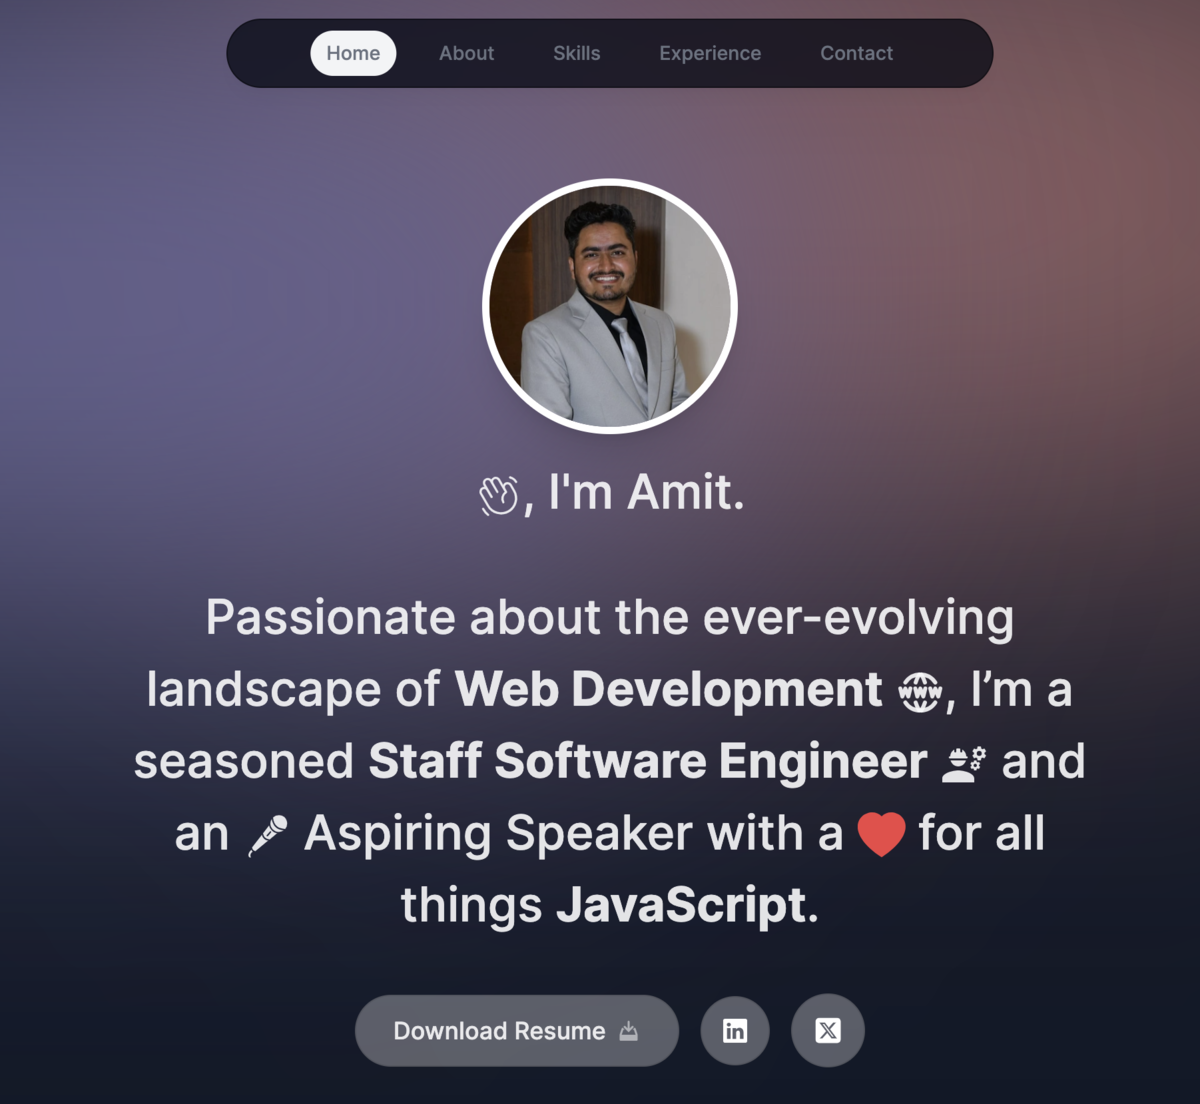 Home About Skills Experience Contact
👋, I'm Amit.
Passionate about the ever-evolving
landscape of Web Development www, I’m a
seasoned Staff Software Engineer and
an 🎤 Aspiring Speaker with a ❤️ for all
things JavaScript.
Download Resume in X